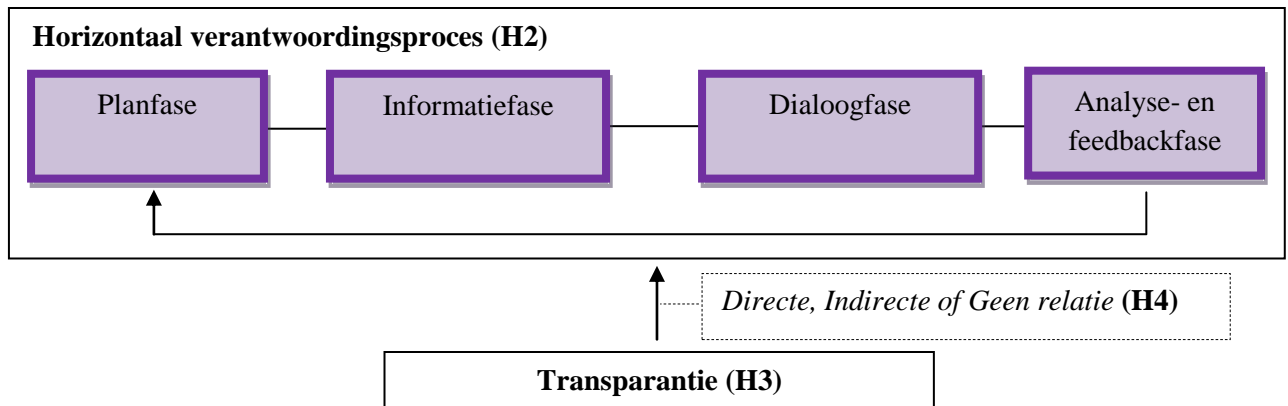 Horizontaal verantwoordingsproces (H2)
Planfase
Informatiefase
Dialoogfase
Analyse- en
feedbackfase
Directe, Indirecte of Geen relatie (H4)
Transparantie (H3)